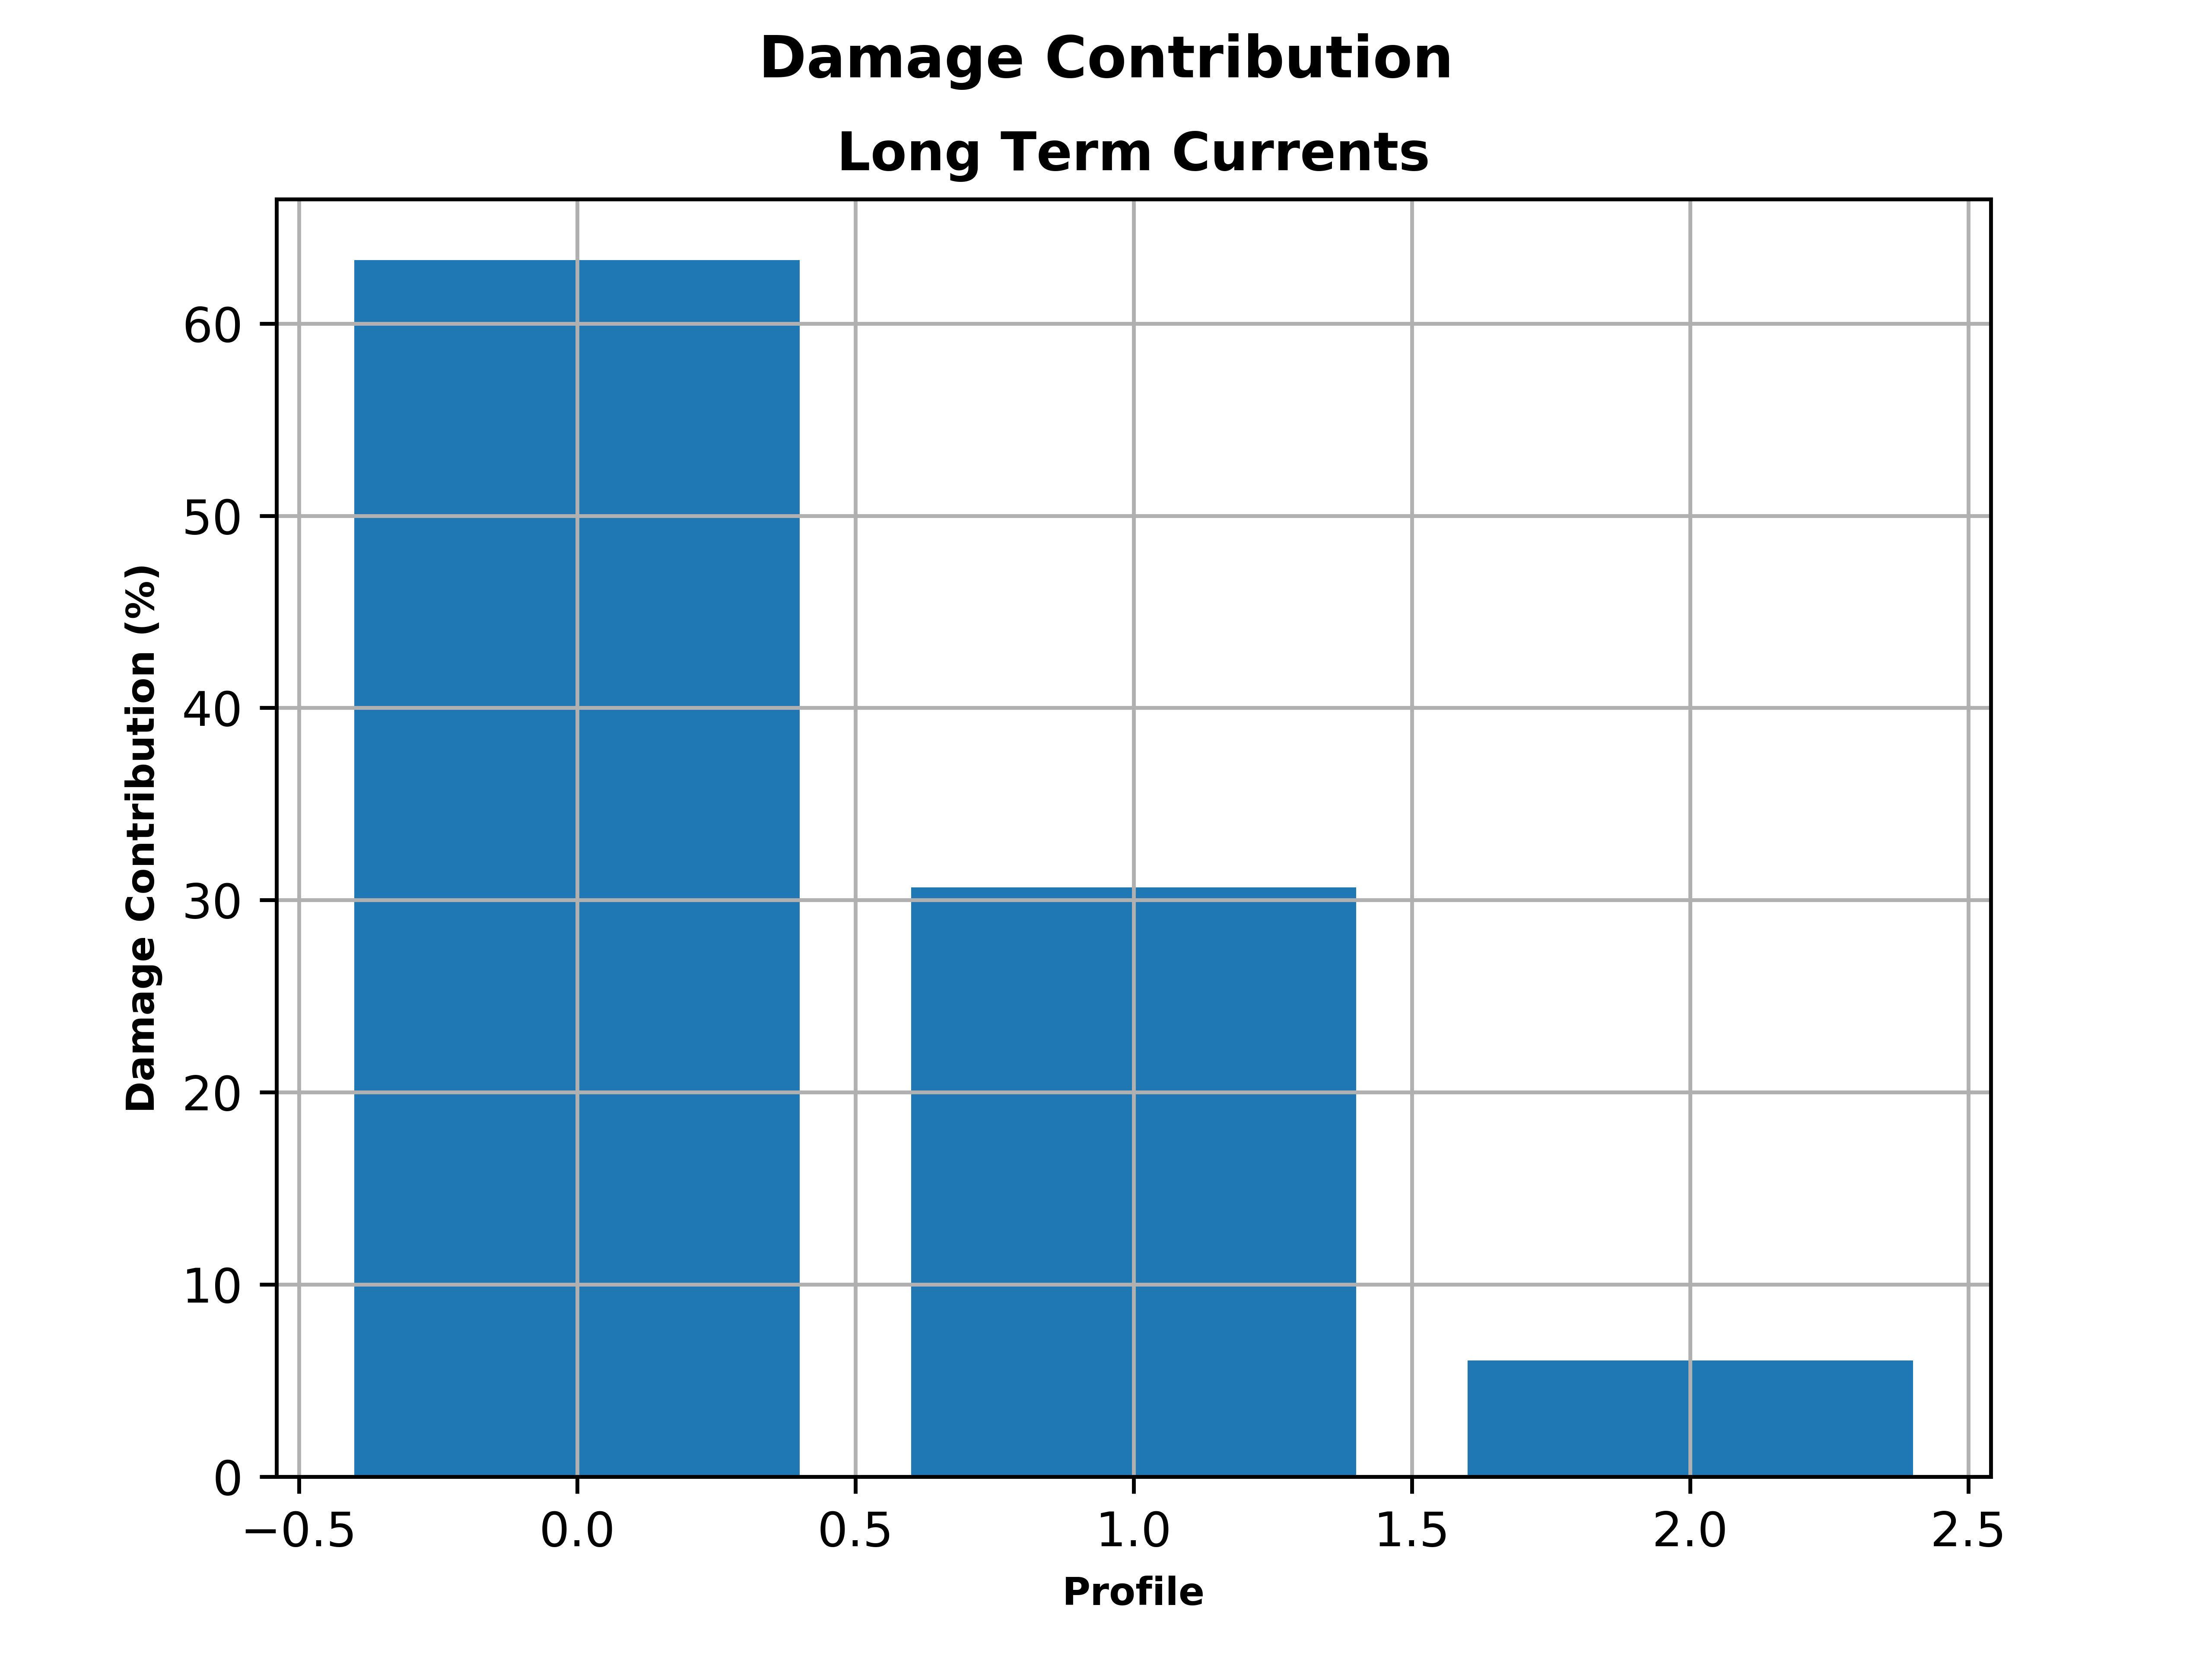 Damage Contribution
Long Term Currents
Damage Contribution (%)
60
50
40
30
20
10
0
−0.5 0.0 0.5 1.0 1.5 2.0 2.5
Profile